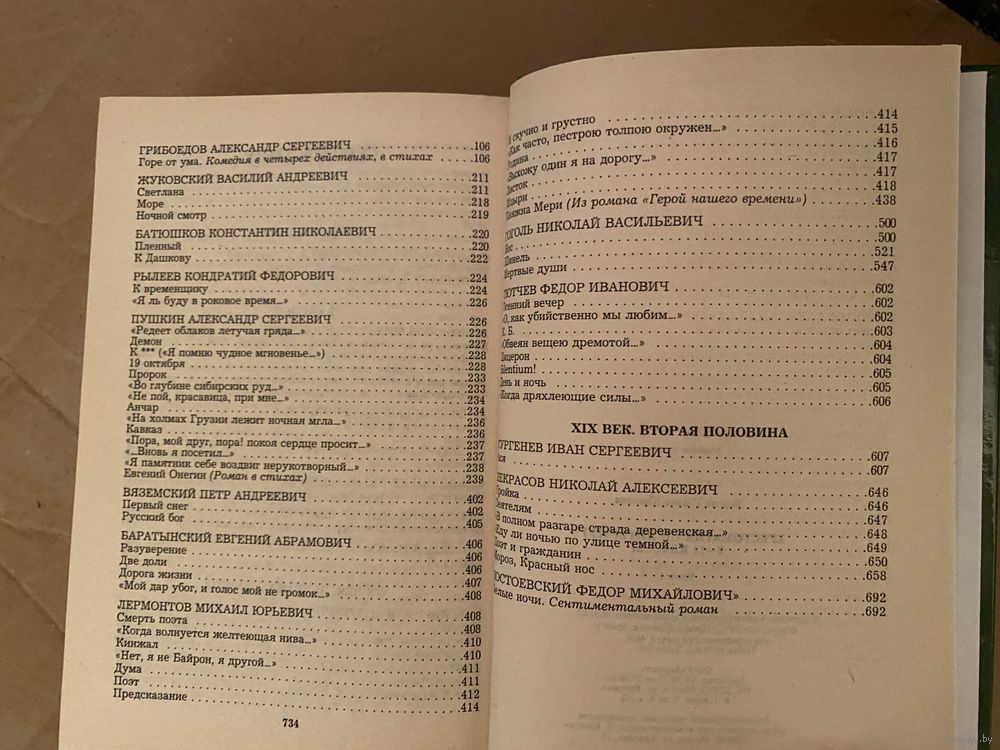 ГРИБОЕДОВ АЛЕКСАНДР СЕРГЕЕВИЧ . . . 106
Горе от ума. Комедия в четырех действиях, в стихах . . . 106
ЖУКОВСКИЙ ВАСИЛИЙ АНДРЕЕВИЧ . . . 211
Светлана . . . 211
Море . . . 218
Ночной смотр . . . 219
БАТЮШКОВ КОНСТАНТИН НИКОЛАЕВИЧ . . . 220
Пленный . . . 220
К Дашкову . . . 222
РЫЛЕЕВ КОНДРАТИЙ ФЕДОРОВИЧ . . . 224
К временщику . . . 224
«Я ль буду в роковое время...» . . . 226
ПУШКИН АЛЕКСАНДР СЕРГЕЕВИЧ . . . 226
«Редеет облаков летучая гряда...» . . . 226
Демон . . . 227
К *** («Я помню чудное мгновенье...») . . . 228
19 октября . . . 228
Пророк . . . 233
«Во глубине сибирских руд...» . . . 233
«Не пой, красавица, при мне...» . . . 234
Анчар . . . 234
«На холмах Грузии лежит ночная мгла...» . . . 236
Кавказ . . . 236
«Пора, мой друг, пора! покоя сердце просит...» . . . 237
«...Вновь я посетил...» . . . 237
«Я памятник себе воздвиг нерукотворный...» . . . 238
Евгений Онегин (Роман в стихах) . . . 239
ВЯЗЕМСКИЙ ПЕТР АНДРЕЕВИЧ . . . 402
Первый снег . . . 402
Русский бог . . . 405
БАРАТЫНСКИЙ ЕВГЕНИЙ АБРАМОВИЧ . . . 406
Разуверение . . . 406
Две доли . . . 406
Дорога жизни . . . 407
«Мой дар убог, и голос мой не громок...» . . . 408
ЛЕРМОНТОВ МИХАИЛ ЮРЬЕВИЧ . . . 408
Смерть поэта . . . 408
«Когда волнуется желтеющая нива...» . . . 410
Кинжал . . . 410
«Нет, я не Байрон, я другой...» . . . 411
Дума . . . 411
Поэт . . . 412
Предсказание . . . 414
734
И скучно и грустно . . . 414
«Как часто, пестрою толпою окружен...» . . . 415
Родина . . . 416
«Выхожу один я на дорогу...» . . . 417
Листок . . . 417
Мцыри . . . 418
Княжна Мери (Из романа «Герой нашего времени») . . . 438
ГОГОЛЬ НИКОЛАЙ ВАСИЛЬЕВИЧ . . . 500
Нос . . . 500
Шинель . . . 521
Мертвые души . . . 547
ТЮТЧЕВ ФЕДОР ИВАНОВИЧ . . . 602
Осенний вечер . . . 602
«О, как убийственно мы любим...» . . . 602
Б. . . . 603
«Обвеян вещею дремотой...» . . . 604
Цицерон . . . 604
Silentium! . . . 605
День и ночь . . . 605
«Когда дряхлеющие силы...» . . . 606
XIX ВЕК. ВТОРАЯ ПОЛОВИНА
ТУРГЕНЕВ ИВАН СЕРГЕЕВИЧ . . . 607
Ася . . . 607
НЕКРАСОВ НИКОЛАЙ АЛЕКСЕЕВИЧ . . . 646
Тройка . . . 646
Сеятелям . . . 647
«В полном разгаре страда деревенская...» . . . 648
«Еду ли ночью по улице темной...» . . . 649
Поэт и гражданин . . . 650
Мороз, Красный нос . . . 658
ДОСТОЕВСКИЙ ФЕДОР МИХАЙЛОВИЧ» . . . 692
Белые ночи. Сентиментальный роман . . . 692